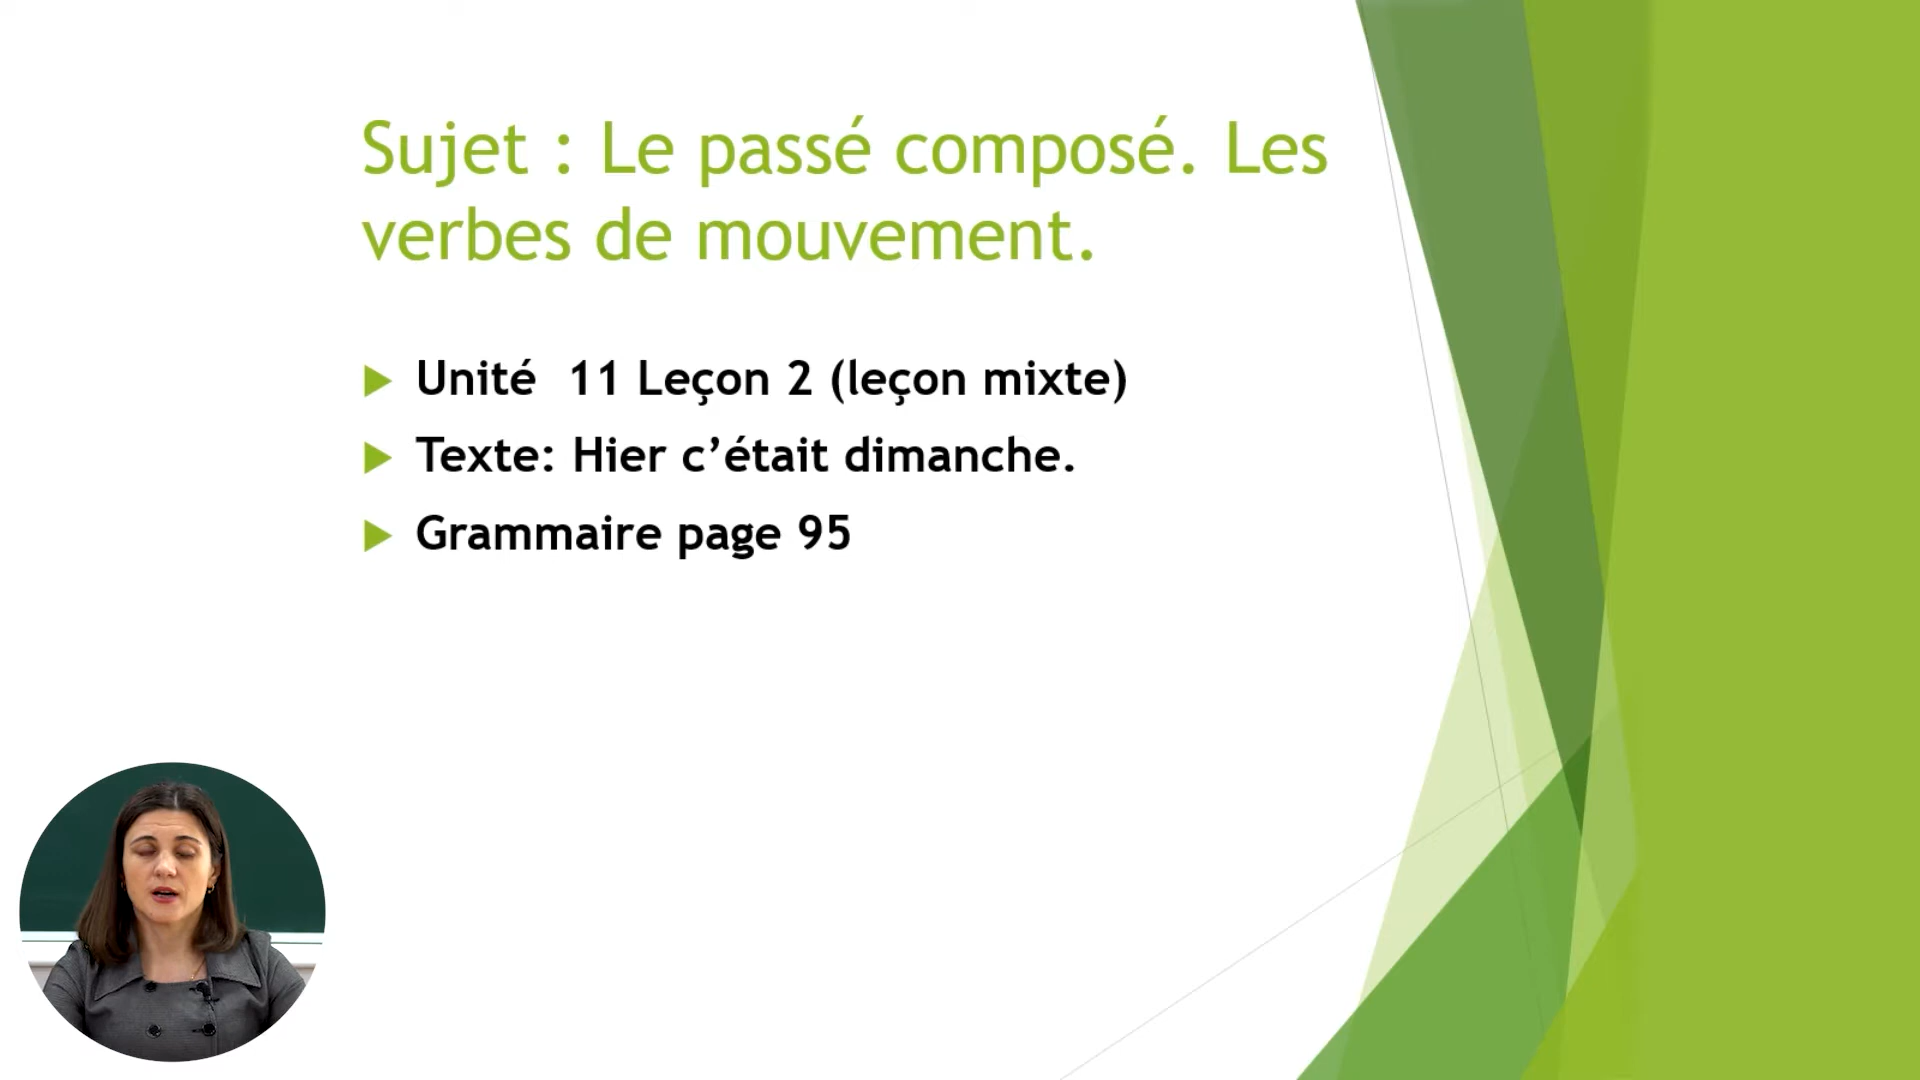 Sujet : Le passé composé. Les
verbes de mouvement.
Unité  11 Leçon 2 (leçon mixte)
Texte: Hier c’était dimanche.
Grammaire page 95